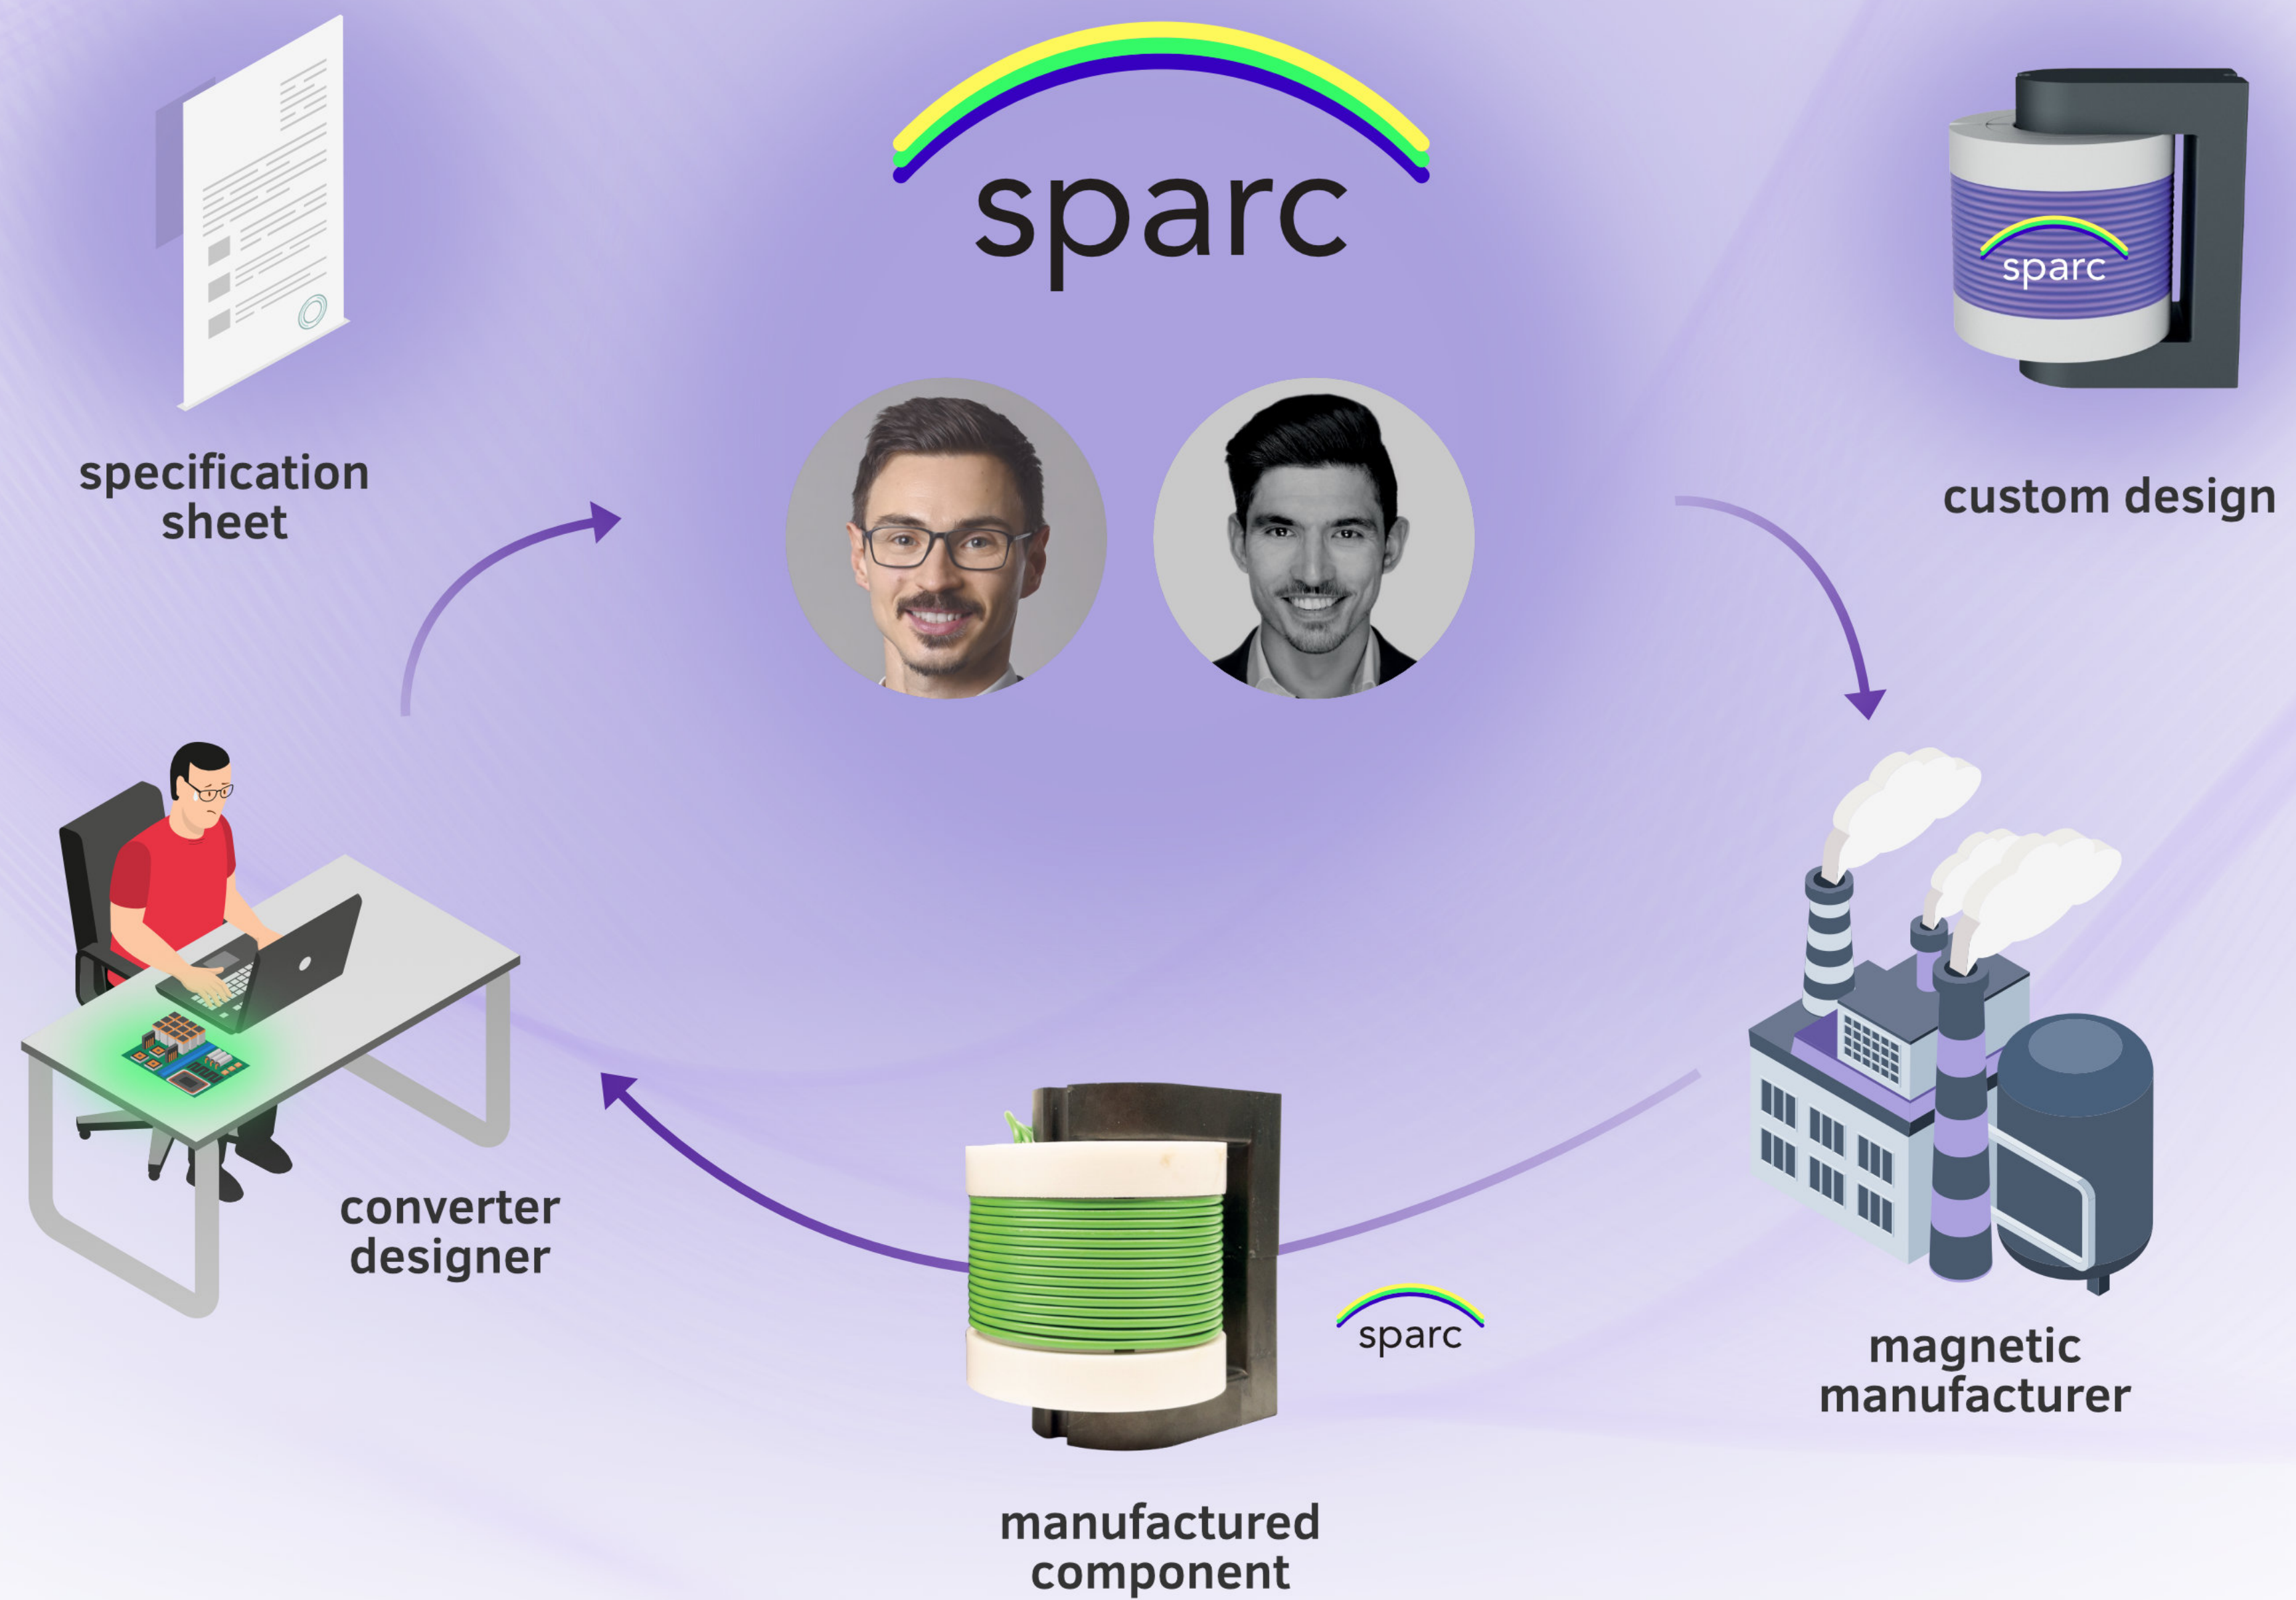 sparc
sparc
specification
sheet
custom design
converter
designer
sparc
magnetic
manufacturer
manufactured
component